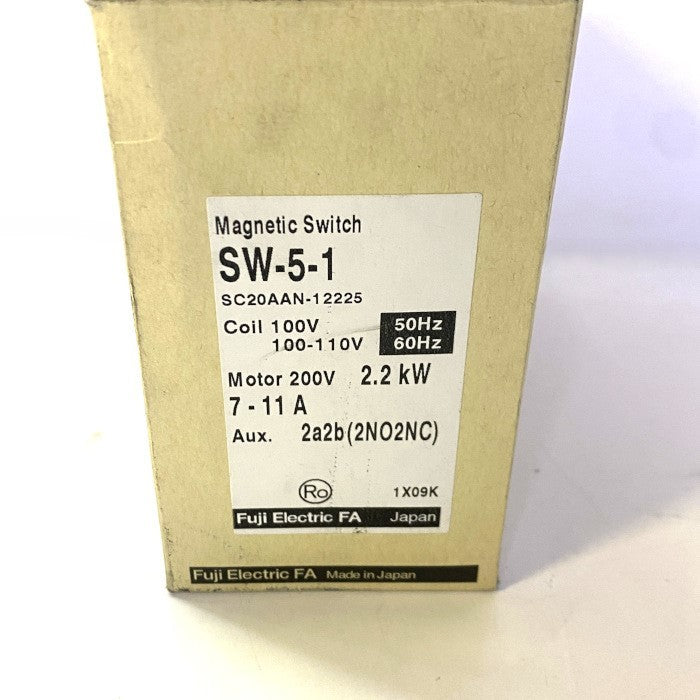 Magnetic Switch
SW-5-1
SC20AAN-12225
Coil 100V 50Hz
100-110V 60Hz
Motor 200V 2.2 kW
7 - 11 A
Aux. 2a2b(2NO2NC)
Ro 1X09K
Fuji Electric FA Japan
Fuji Electric FA Made in Japan